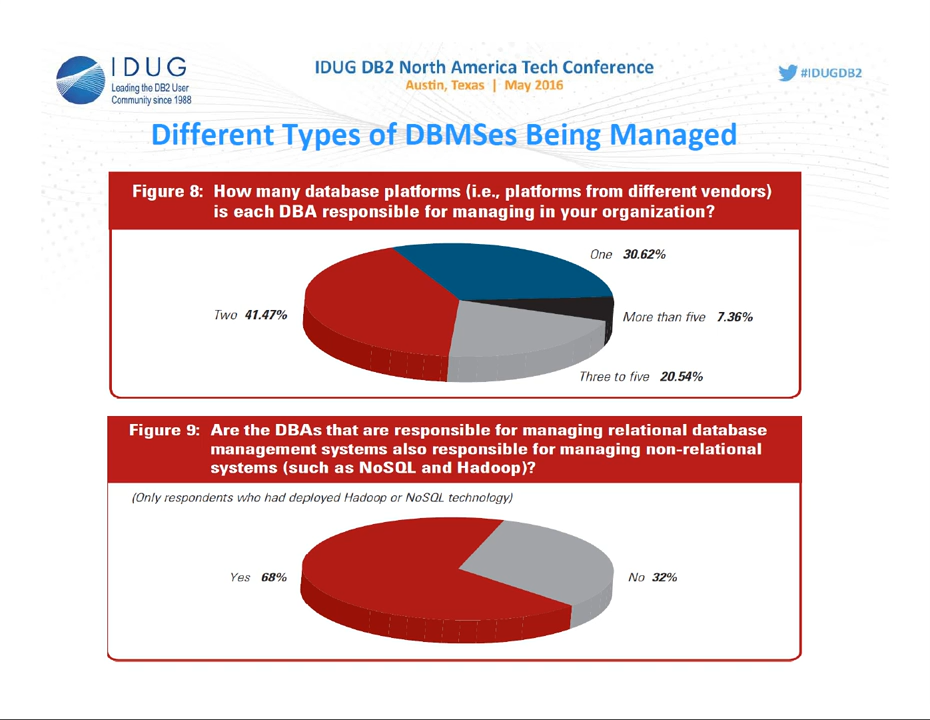 IDUG
Leading the DB2 User
Community since 1988
IDUG DB2 North America Tech Conference
Austin, Texas | May 2016
#IDUGDB2
Different Types of DBMSes Being Managed
Figure 8: How many database platforms (i.e., platforms from different vendors)
is each DBA responsible for managing in your organization?
One 30.62%
Two 41.47%
More than five 7.36%
Three to five 20.54%
Figure 9: Are the DBAs that are responsible for managing relational database
management systems also responsible for managing non-relational
systems (such as NoSQL and Hadoop)?
(Only respondents who had deployed Hadoop or NoSQL technology)
Yes 68%
No 32%